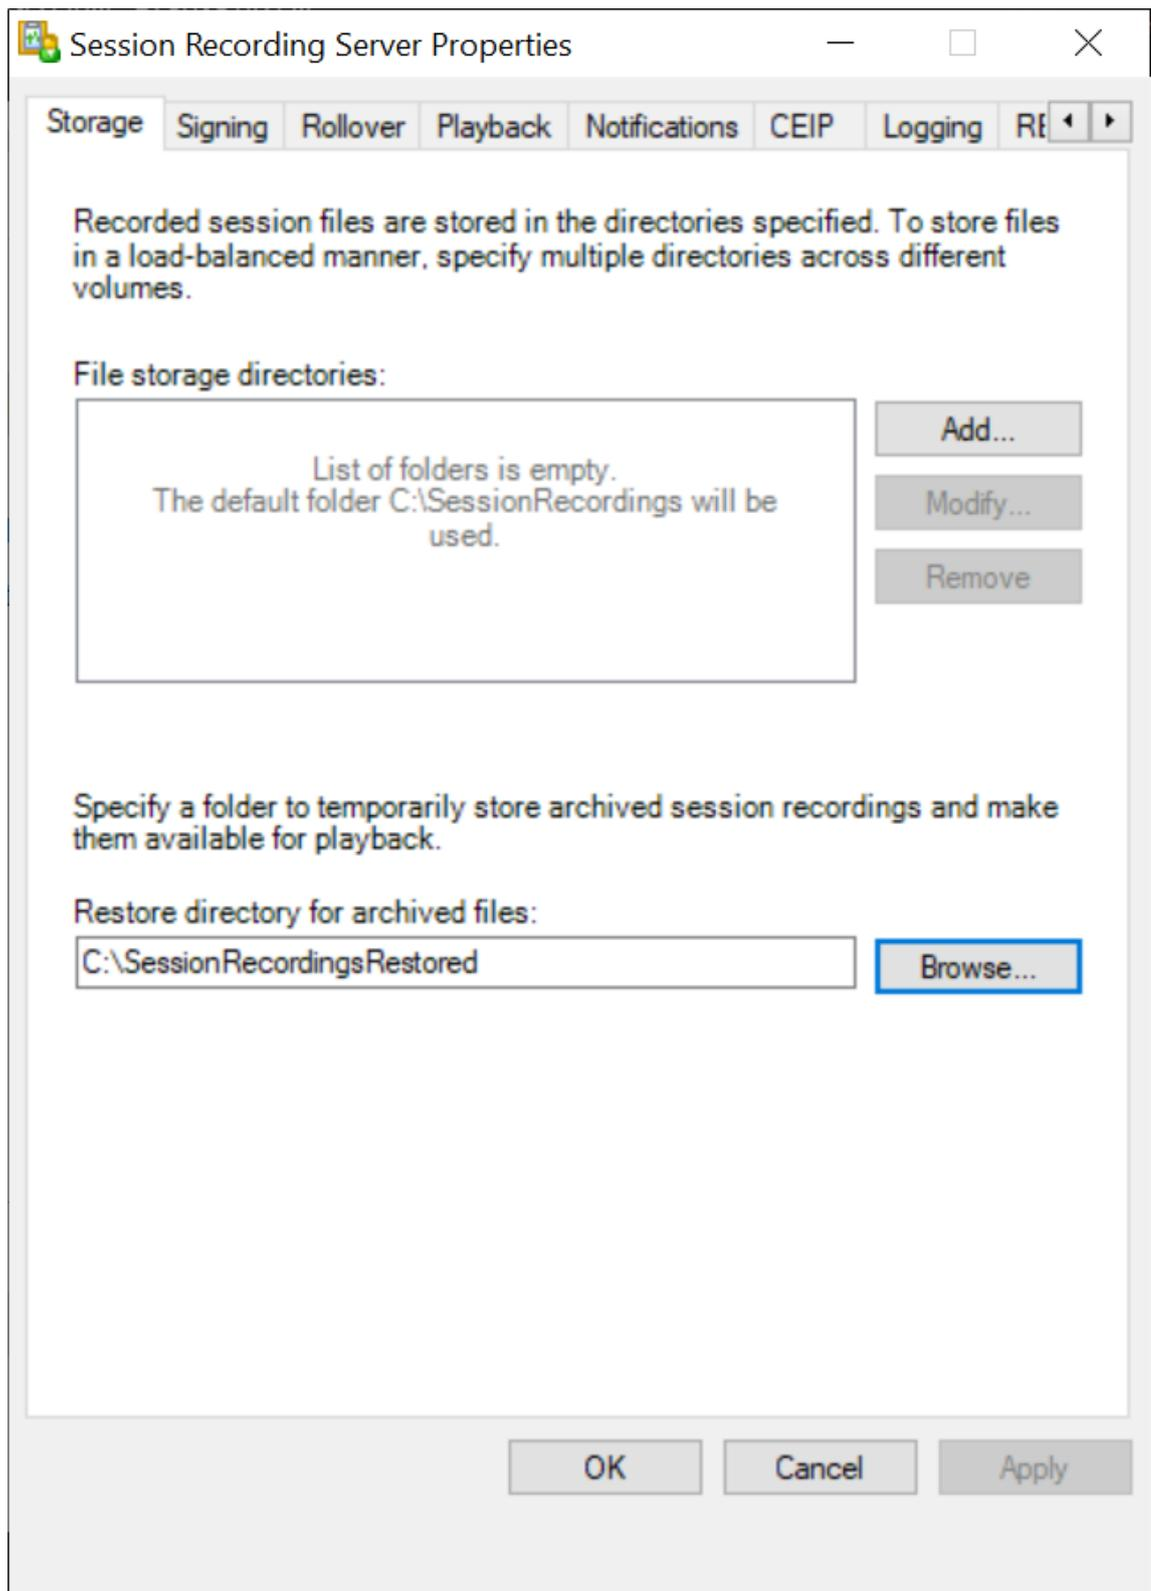 Session Recording Server Properties
Storage Signing Rollover Playback Notifications CEIP Logging
Recorded session files are stored in the directories specified. To store files
in a load-balanced manner, specify multiple directories across different
volumes.
File storage directories:
List of folders is empty.
The default folder C:\SessionRecordings will be
used.
Add...
Modify...
Remove
Specify a folder to temporarily store archived session recordings and make
them available for playback.
Restore directory for archived files:
C:\SessionRecordingsRestored
Browse...
OK Cancel Apply